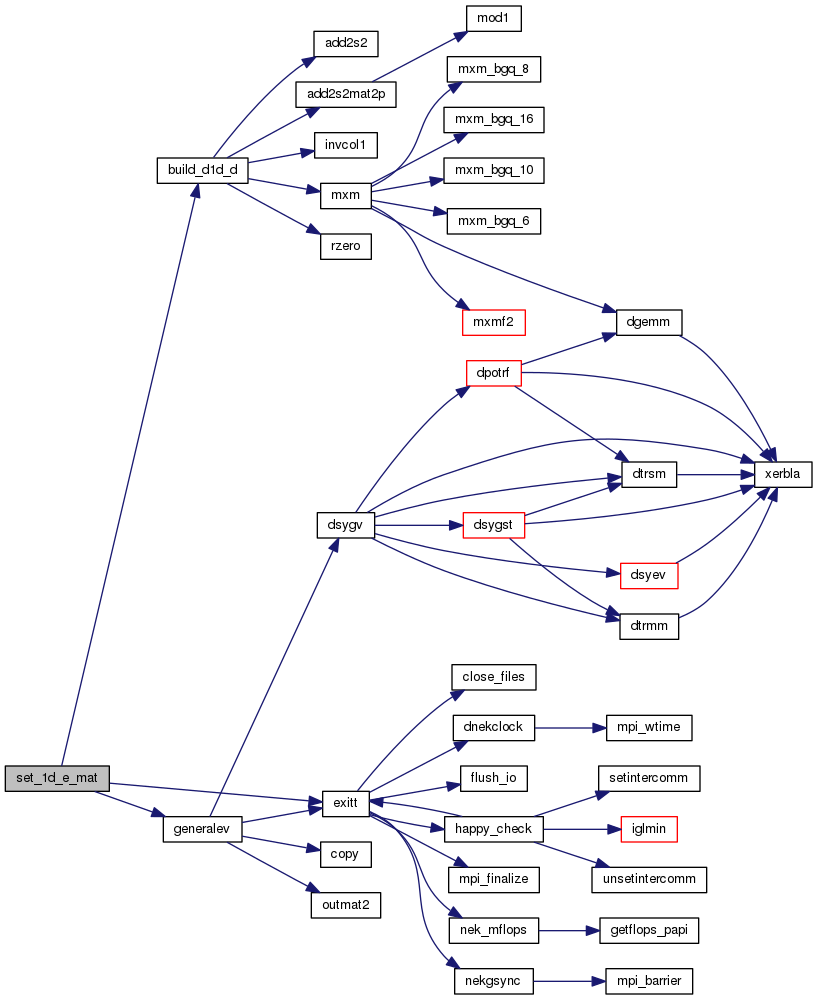 mod1
add2s2
mxm_bgq_8
add2s2mat2p
mxm_bgq_16
invcol1
build_d1d_d
mxm_bgq_10
mxm
mxm_bgq_6
rzero
mxmf2
dgemm
dpotrf
dtrsm
xerbla
dsygv
dsygst
dsyev
dtrmm
close_files
dnekclock
mpi_wtime
set_1d_e_mat
flush_io
setintercomm
exitt
generalev
happy_check
iglmin
copy
mpi_finalize
unsetintercomm
outmat2
nek_mflops
getflops_papi
nekgsync
mpi_barrier